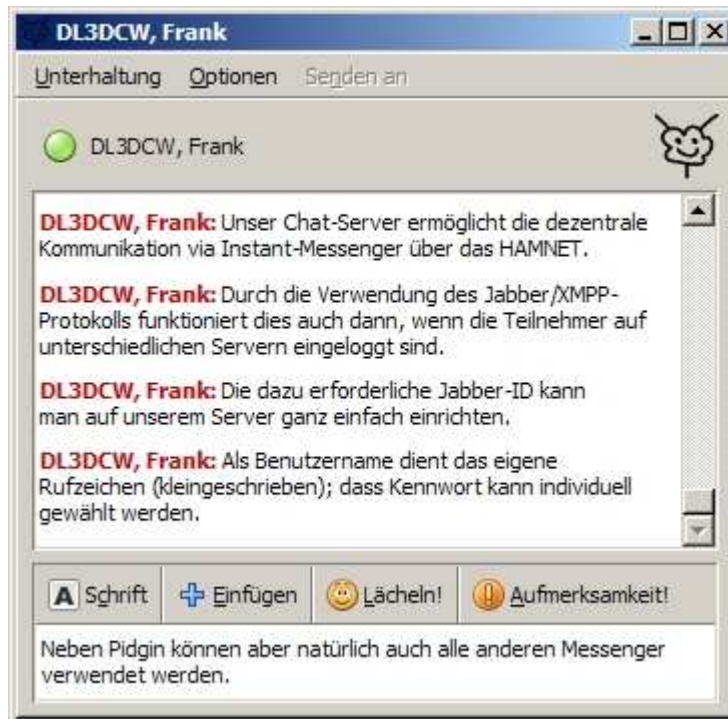 DL3DCW, Frank
Unterhaltung Optionen Senden an
DL3DCW, Frank
DL3DCW, Frank: Unser Chat-Server ermöglicht die dezentrale
Kommunikation via Instant-Messenger über das HAMNET.
DL3DCW, Frank: Durch die Verwendung des Jabber/XMPP-
Protokolls funktioniert dies auch dann, wenn die Teilnehmer auf
unterschiedlichen Servern eingeloggt sind.
DL3DCW, Frank: Die dazu erforderliche Jabber-ID kann
man auf unserem Server ganz einfach einrichten.
DL3DCW, Frank: Als Benutzername dient das eigene
Rufzeichen (kleingeschrieben); dass Kennwort kann individuell
gewählt werden.
A Schrift Einfügen Lächeln! Aufmerksamkeit!
Neben Pidgin können aber natürlich auch alle anderen Messenger
verwendet werden.